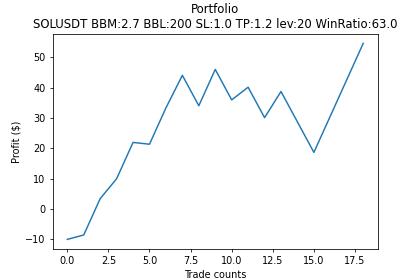 Portfolio
SOLUSDT BBM:2.7 BBL:200 SL:1.0 TP:1.2 lev:20 WinRatio:63.0
50
40
30
20
10
0
−10
Profit ($)
0.0 2.5 5.0 7.5 10.0 12.5 15.0 17.5
Trade counts